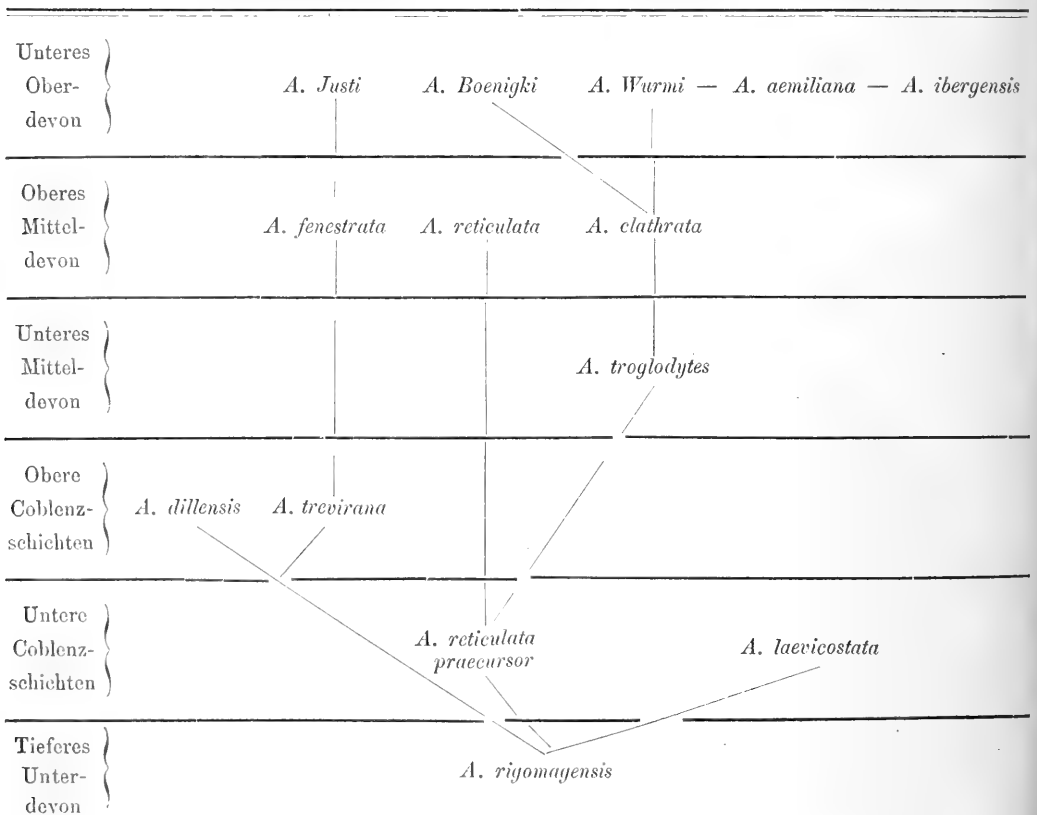 Unteres
Ober-
devon
A. Justi A. Boenigki A. Wurmi — A. aemiliana — A. ibergensis
Oberes
Mittel-
devon
A. fenestrata A. reticulata A. clathrata
Unteres
Mittel-
devon
A. troglodytes
Obere
Coblenz-
schichten
A. dillensis A. trevirana
Untere
Coblenz-
schichten
A. reticulata
praecursor
A. laevicostata
Tieferes
Unter-
devon
A. rigomagensis